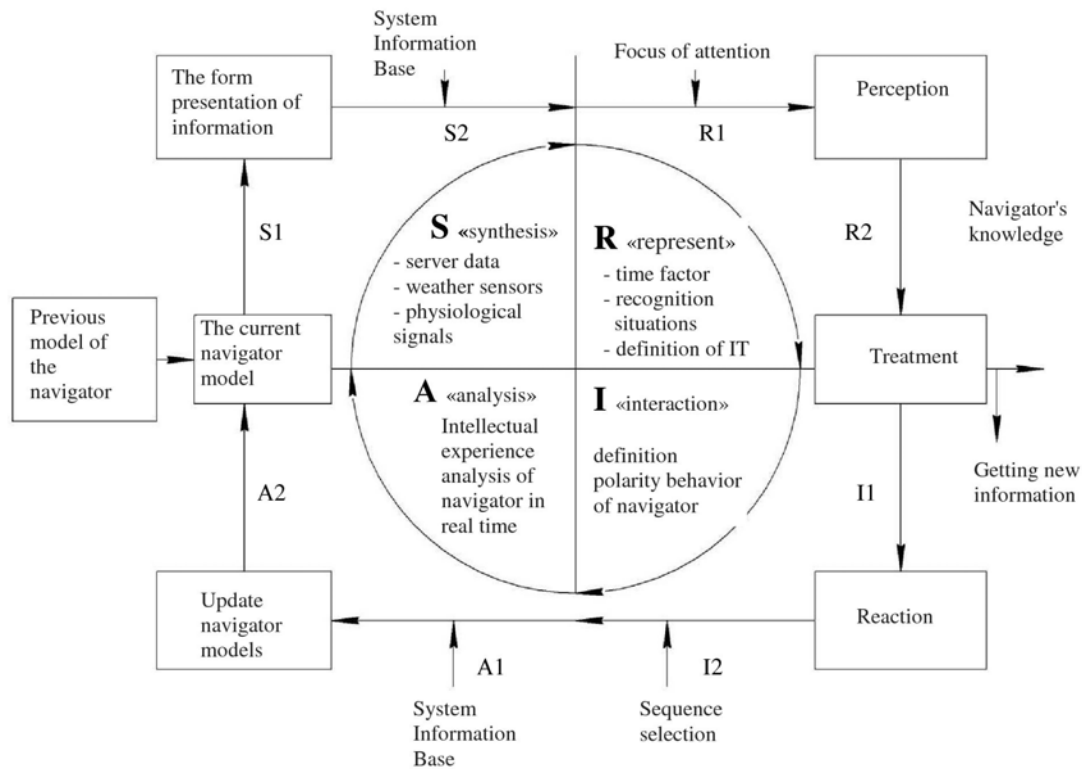 System
Information
Base
Focus of attention
The form
presentation of
information
Perception
S2
R1
S1
R2
Navigator's
knowledge
S «synthesis»
- server data
- weather sensors
- physiological
signals
R «represent»
- time factor
- recognition
situations
- definition of IT
Previous
model of
the
navigator
The current
navigator
model
Treatment
A «analysis»
Intellectual
experience
analysis of
navigator in
real time
I «interaction»
definition
polarity behavior
of navigator
Getting new
information
A2
I1
Update
navigator
models
Reaction
A1
I2
System
Information
Base
Sequence
selection